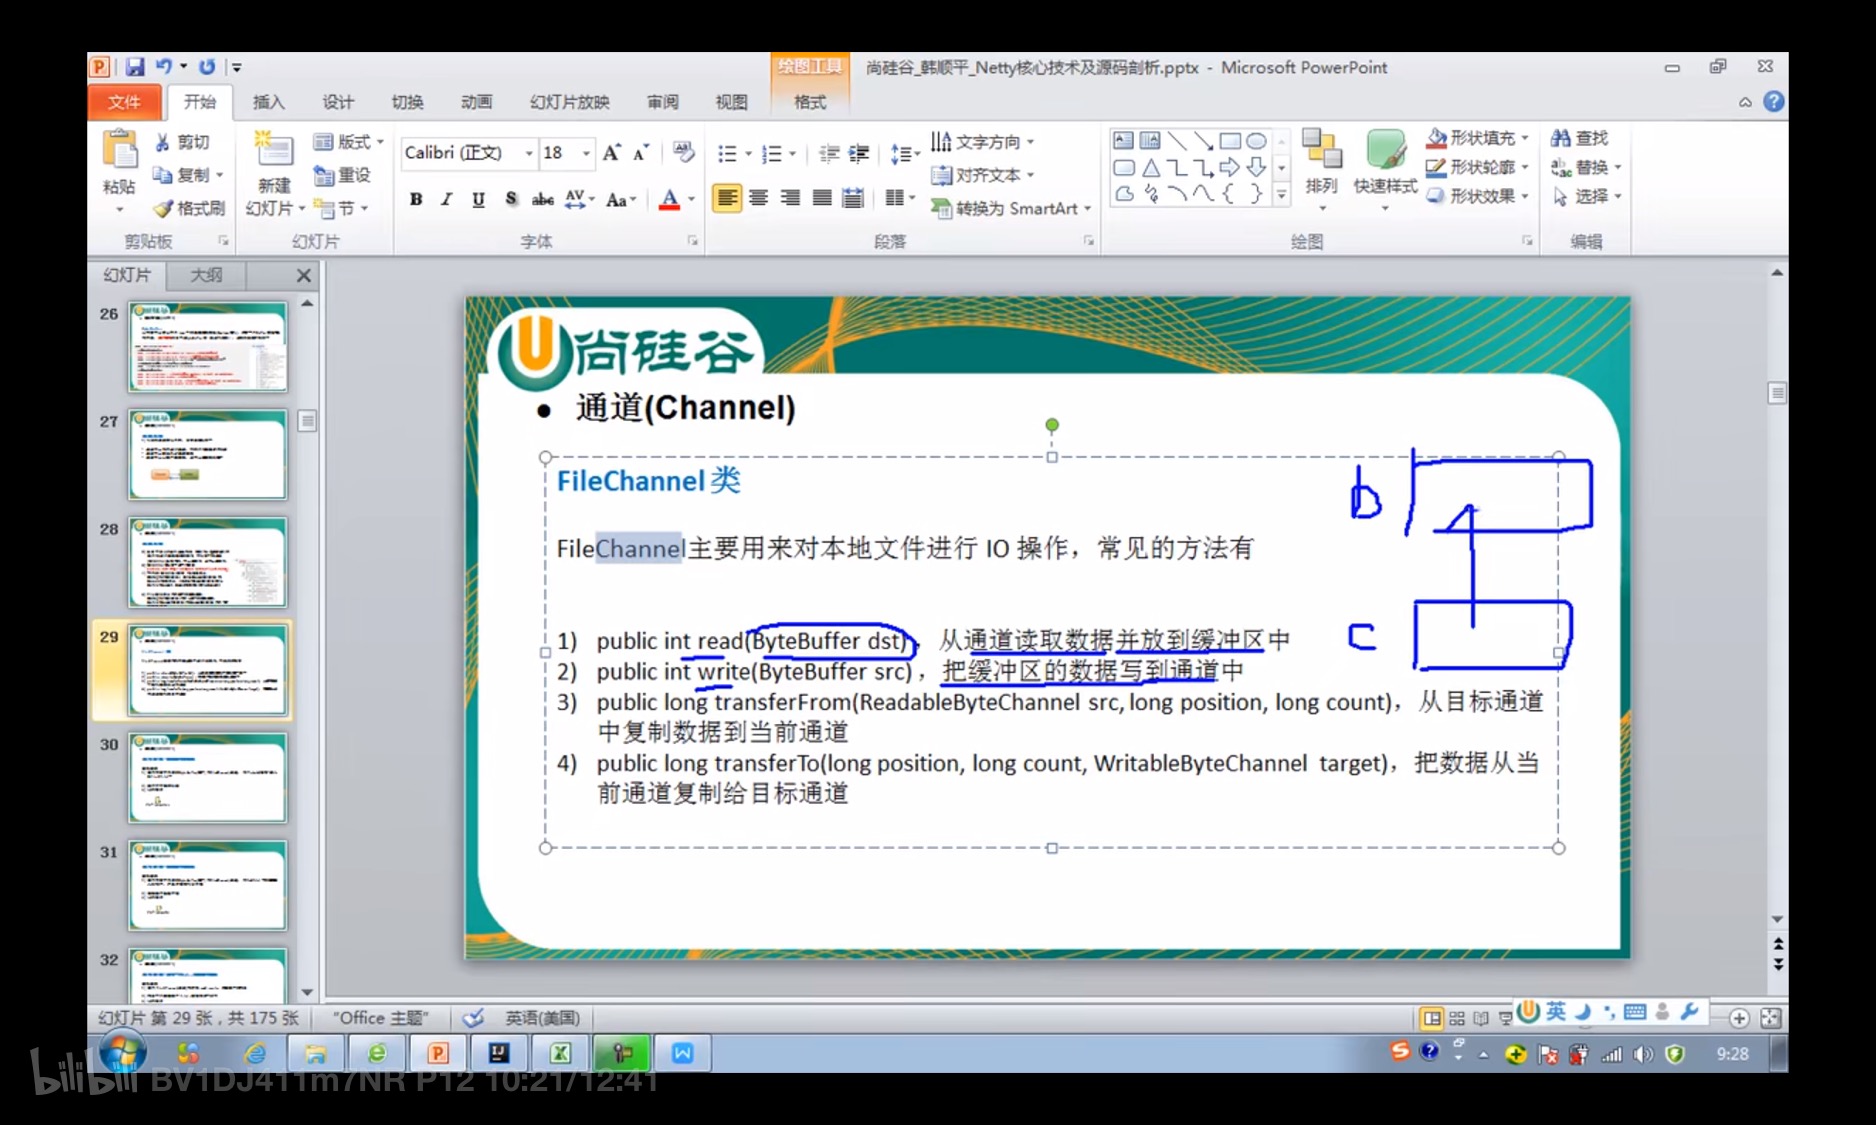 绘图工具
尚硅谷_韩顺平_Netty核心技术及源码剖析.pptx - Microsoft PowerPoint
文件 开始 插入 设计 切换 动画 幻灯片放映 审阅 视图 格式
粘贴
剪切
复制
格式刷
剪贴板
新建
幻灯片
版式
重设
节
幻灯片
Calibri (正文) 18
B I U S abc AV Aa A
字体
文字方向
对齐文本
转换为 SmartArt
段落
排列
快速样式
形状填充
形状轮廓
形状效果
绘图
查找
替换
选择
编辑
幻灯片 大纲
26
27
28
29
30
31
32
尚硅谷
• 通道(Channel)
FileChannel 类
FileChannel主要用来对本地文件进行 IO 操作，常见的方法有
1) public int read(ByteBuffer dst) ，从通道读取数据并放到缓冲区中
2) public int write(ByteBuffer src) ，把缓冲区的数据写到通道中
3) public long transferFrom(ReadableByteChannel src, long position, long count)，从目标通道
中复制数据到当前通道
4) public long transferTo(long position, long count, WritableByteChannel target)，把数据从当
前通道复制给目标通道
b
c
幻灯片 第 29 张，共 175 张 "Office 主题" 英语(美国)
英
9:28
bilibili BV1DJ411m7NR P12 10:21/12:41